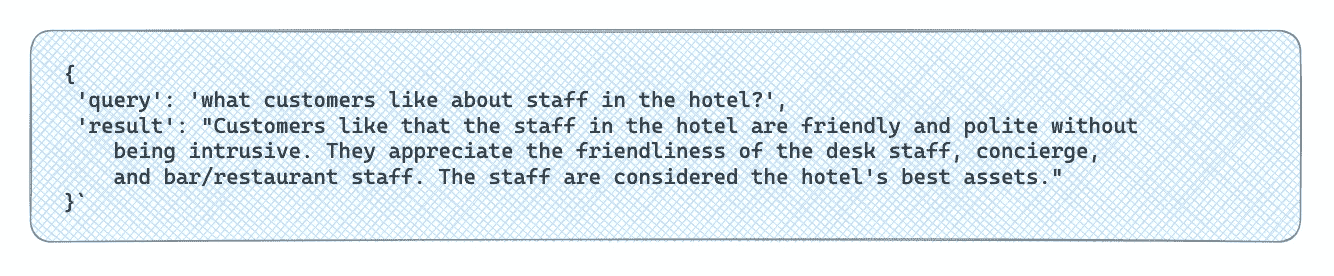 {
'query': 'what customers like about staff in the hotel?',
'result': "Customers like that the staff in the hotel are friendly and polite without
being intrusive. They appreciate the friendliness of the desk staff, concierge,
and bar/restaurant staff. The staff are considered the hotel's best assets."
}`